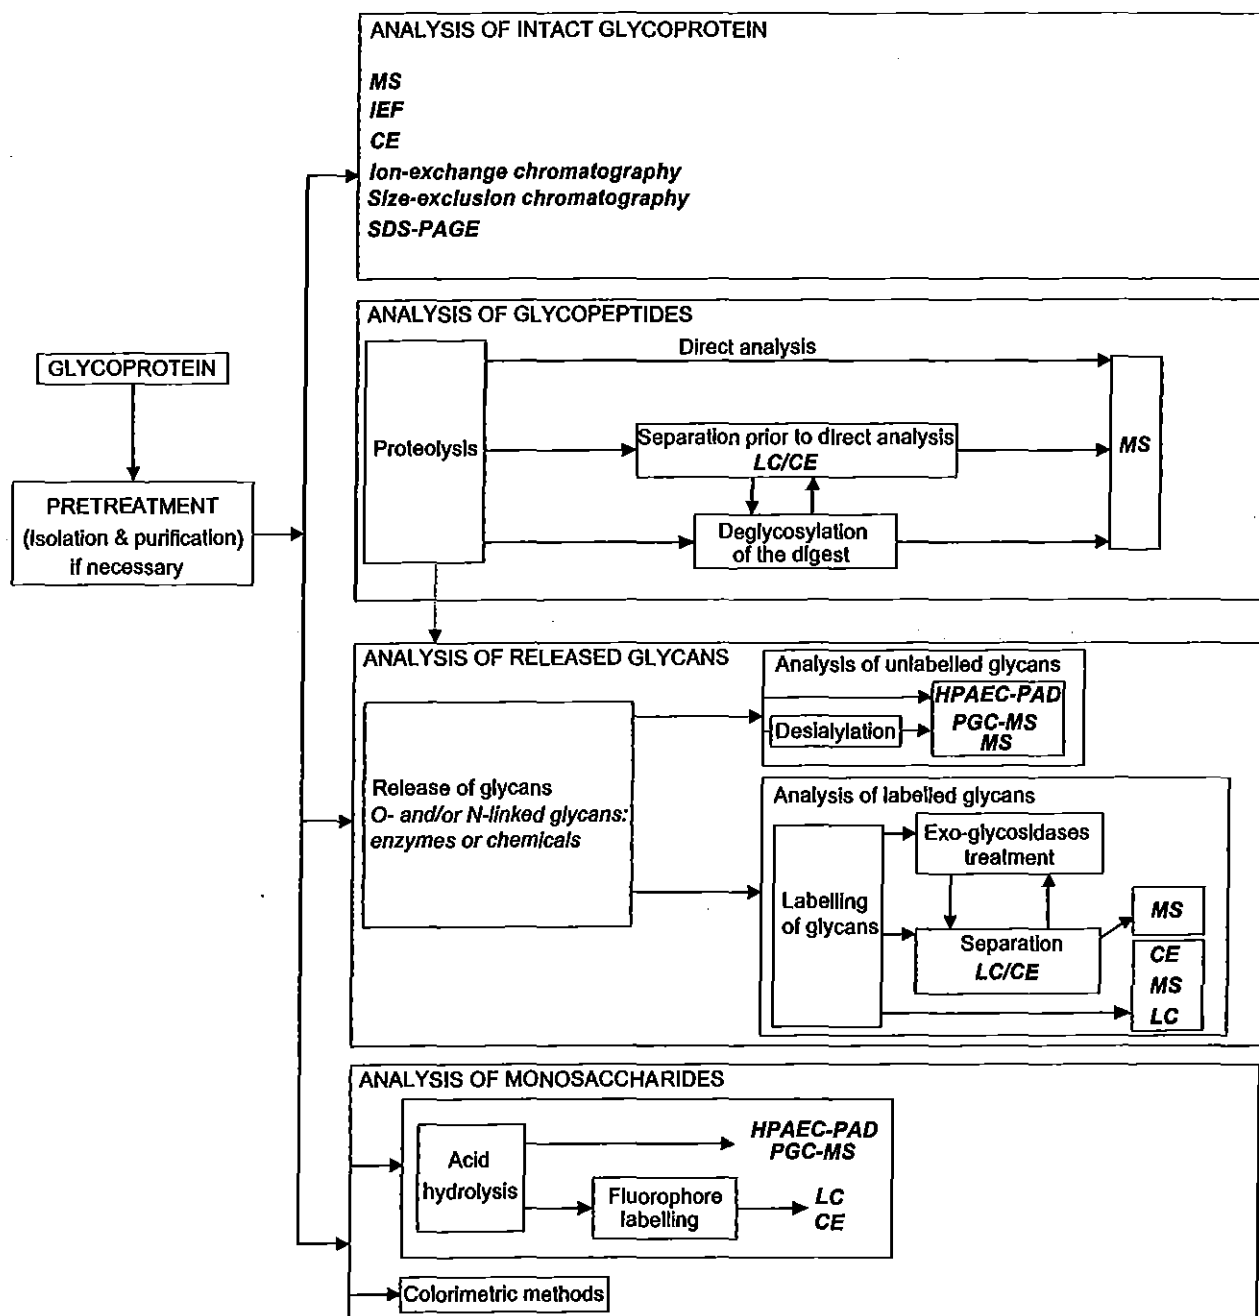 ANALYSIS OF INTACT GLYCOPROTEIN
MS
IEF
CE
Ion-exchange chromatography
Size-exclusion chromatography
SDS-PAGE
GLYCOPROTEIN
PRETREATMENT
(Isolation & purification)
if necessary
ANALYSIS OF GLYCOPEPTIDES
Proteolysis
Direct analysis
Separation prior to direct analysis
LC/CE
Deglycosylation
of the digest
MS
ANALYSIS OF RELEASED GLYCANS
Release of glycans
O- and/or N-linked glycans:
enzymes or chemicals
Analysis of unlabelled glycans
HPAEC-PAD
Desialylation
PGC-MS
MS
Analysis of labelled glycans
Labelling
of glycans
Exo-glycosidases
treatment
Separation
LC/CE
MS
CE
MS
LC
ANALYSIS OF MONOSACCHARIDES
Acid
hydrolysis
HPAEC-PAD
PGC-MS
Fluorophore
labelling
LC
CE
Colorimetric methods